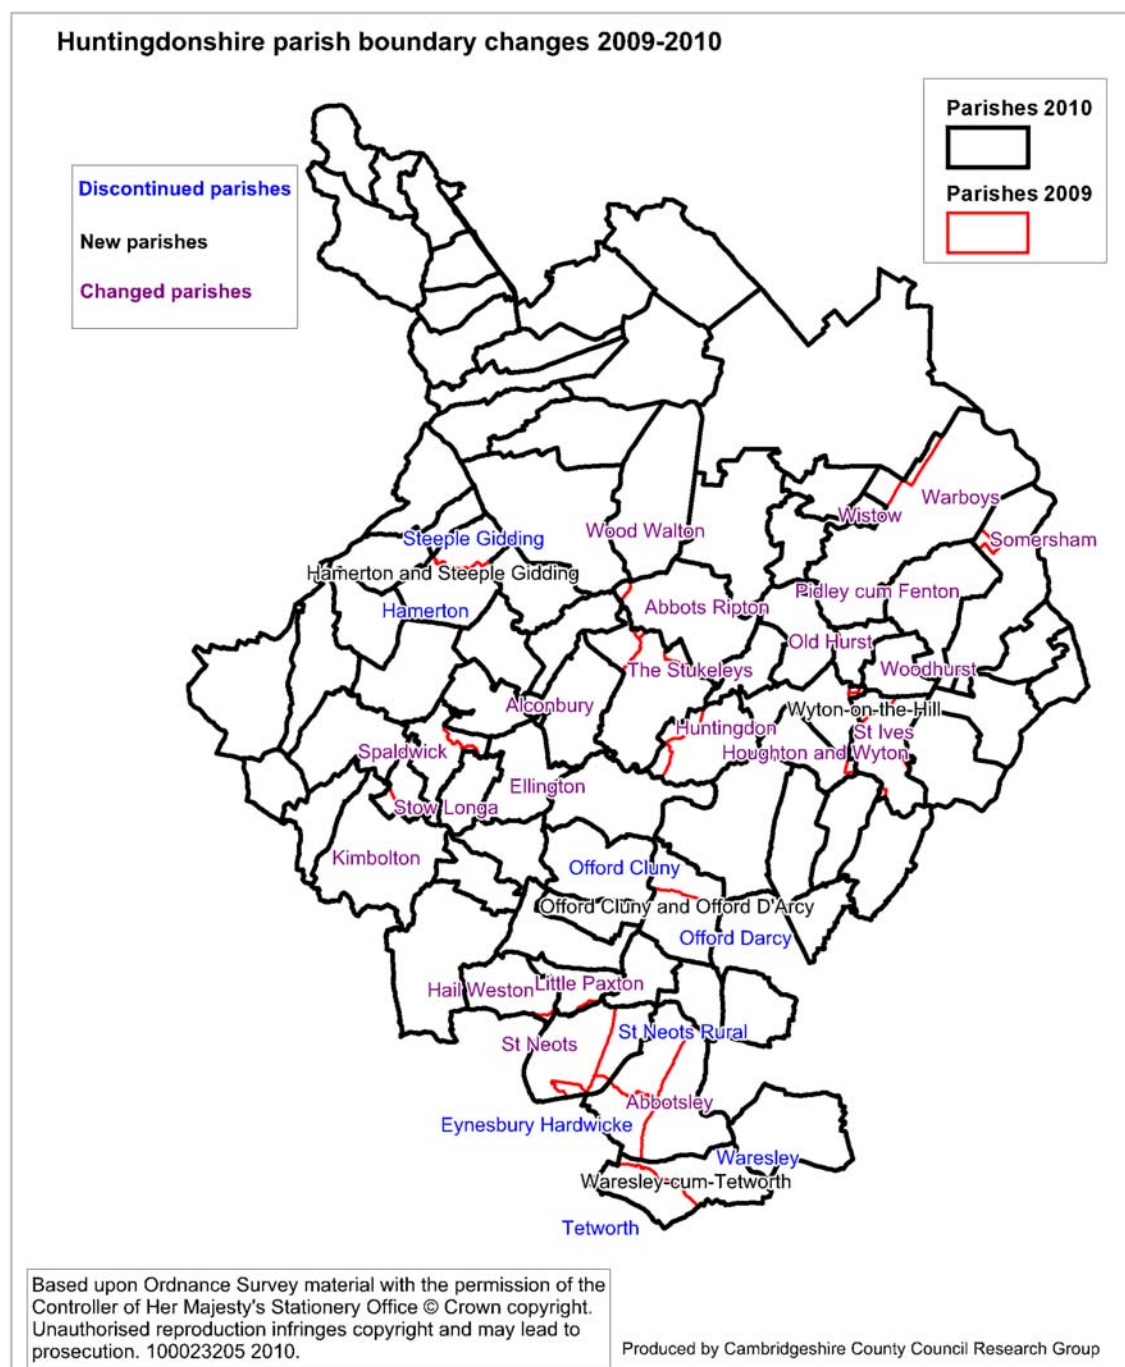 Huntingdonshire parish boundary changes 2009-2010
Parishes 2010
Parishes 2009
Discontinued parishes
New parishes
Changed parishes
Warboys
Wistow
Wood Walton
Steeple Gidding
Somersham
Hamerton and Steeple Gidding
Pidley cum Fenton
Hamerton
Abbots Ripton
Old Hurst
The Stukeleys
Woodhurst
Alconbury
Wyton-on-the-Hill
Huntingdon
St Ives
Spaldwick
Houghton and Wyton
Ellington
Stow Longa
Kimbolton
Offord Cluny
Offord Cluny and Offord D'Arcy
Offord Darcy
Hail Weston
Little Paxton
St Neots Rural
St Neots
Abbotsley
Eynesbury Hardwicke
Waresley
Waresley-cum-Tetworth
Tetworth
Based upon Ordnance Survey material with the permission of the
Controller of Her Majesty's Stationery Office © Crown copyright.
Unauthorised reproduction infringes copyright and may lead to
prosecution. 100023205 2010.
Produced by Cambridgeshire County Council Research Group